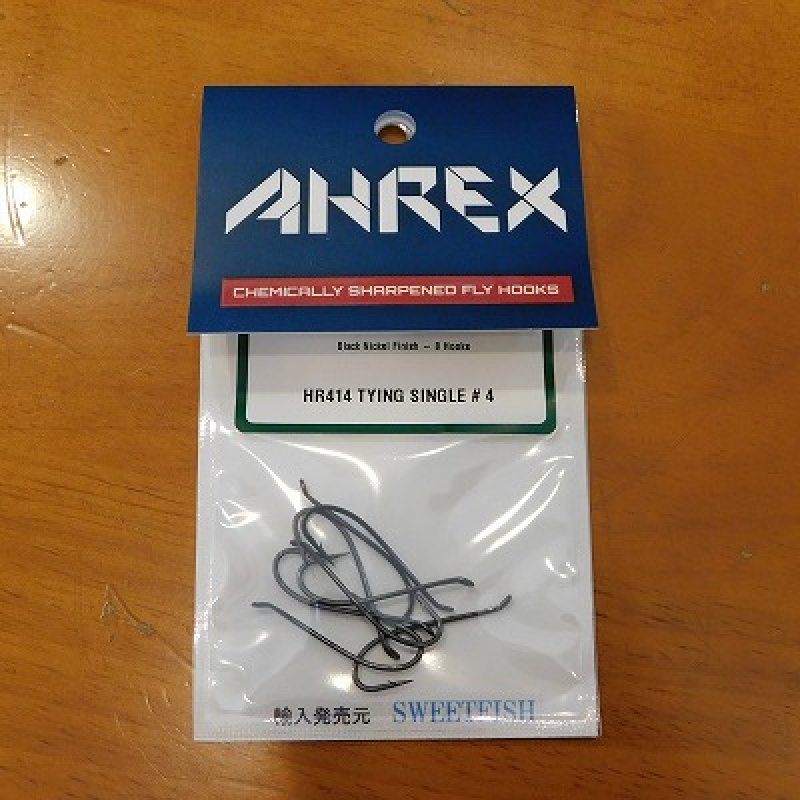 AHREX
CHEMICALLY SHARPENED FLY HOOKS
Black Nickel Finish – 8 Hooks
HR414 TYING SINGLE # 4
輸入発売元 SWEETFISH